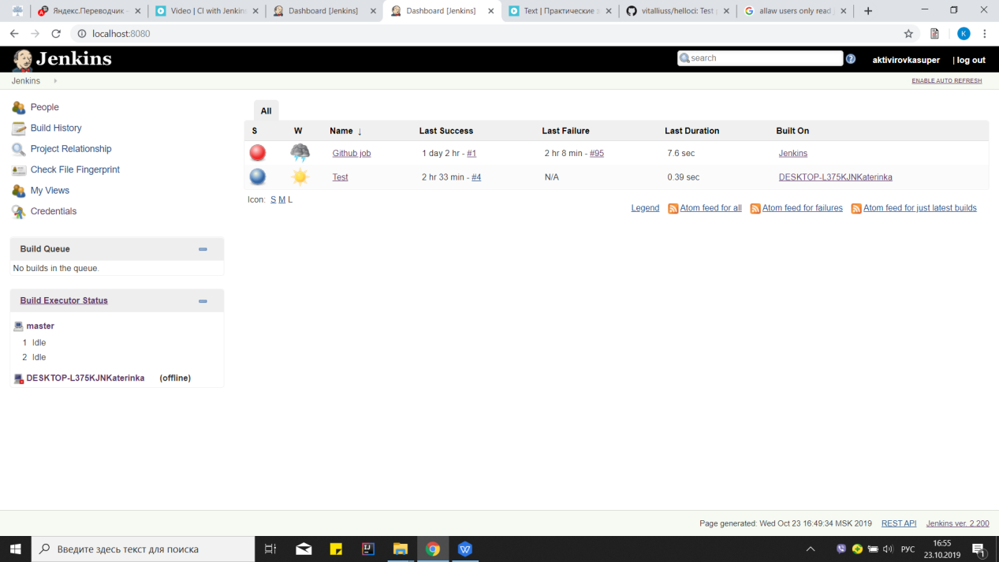 Яндекс.Переводчик –
Video | CI with Jenkins
Dashboard [Jenkins]
Dashboard [Jenkins]
Text | Практические
vitalliuss/helloci: Test
allaw users only read
localhost:8080
K
Jenkins
search
aktivirovkasuper
| log out
Jenkins
ENABLE AUTO REFRESH
People
Build History
Project Relationship
Check File Fingerprint
My Views
Credentials
All
S W Name ↓ Last Success Last Failure Last Duration Built On
Github job 1 day 2 hr - #1 2 hr 8 min - #95 7.6 sec Jenkins
Test 2 hr 33 min - #4 N/A 0.39 sec DESKTOP-L375KJNKaterinka
Icon: S M L
Legend Atom feed for all Atom feed for failures Atom feed for just latest builds
Build Queue
No builds in the queue.
Build Executor Status
master
1 Idle
2 Idle
DESKTOP-L375KJNKaterinka (offline)
Page generated: Wed Oct 23 16:49:34 MSK 2019 REST API Jenkins ver. 2.200
Введите здесь текст для поиска
РУС
16:55
23.10.2019
1